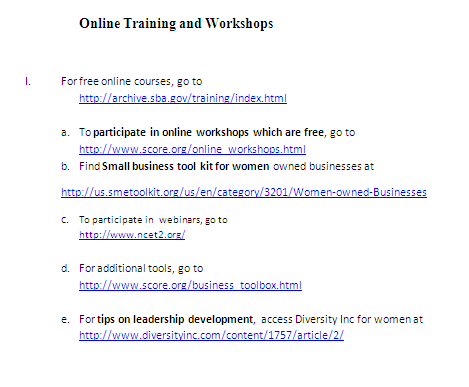 Online Training and Workshops
I. For free online courses, go to
http://archive.sba.gov/training/index.html
a. To participate in online workshops which are free, go to
http://www.score.org/online_workshops.html
b. Find Small business tool kit for women owned businesses at
http://us.smetoolkit.org/us/en/category/3201/Women-owned-Businesses
c. To participate in webinars, go to
http://www.ncet2.org/
d. For additional tools, go to
http://www.score.org/business_toolbox.html
e. For tips on leadership development, access Diversity Inc for women at
http://www.diversityinc.com/content/1757/article/2/